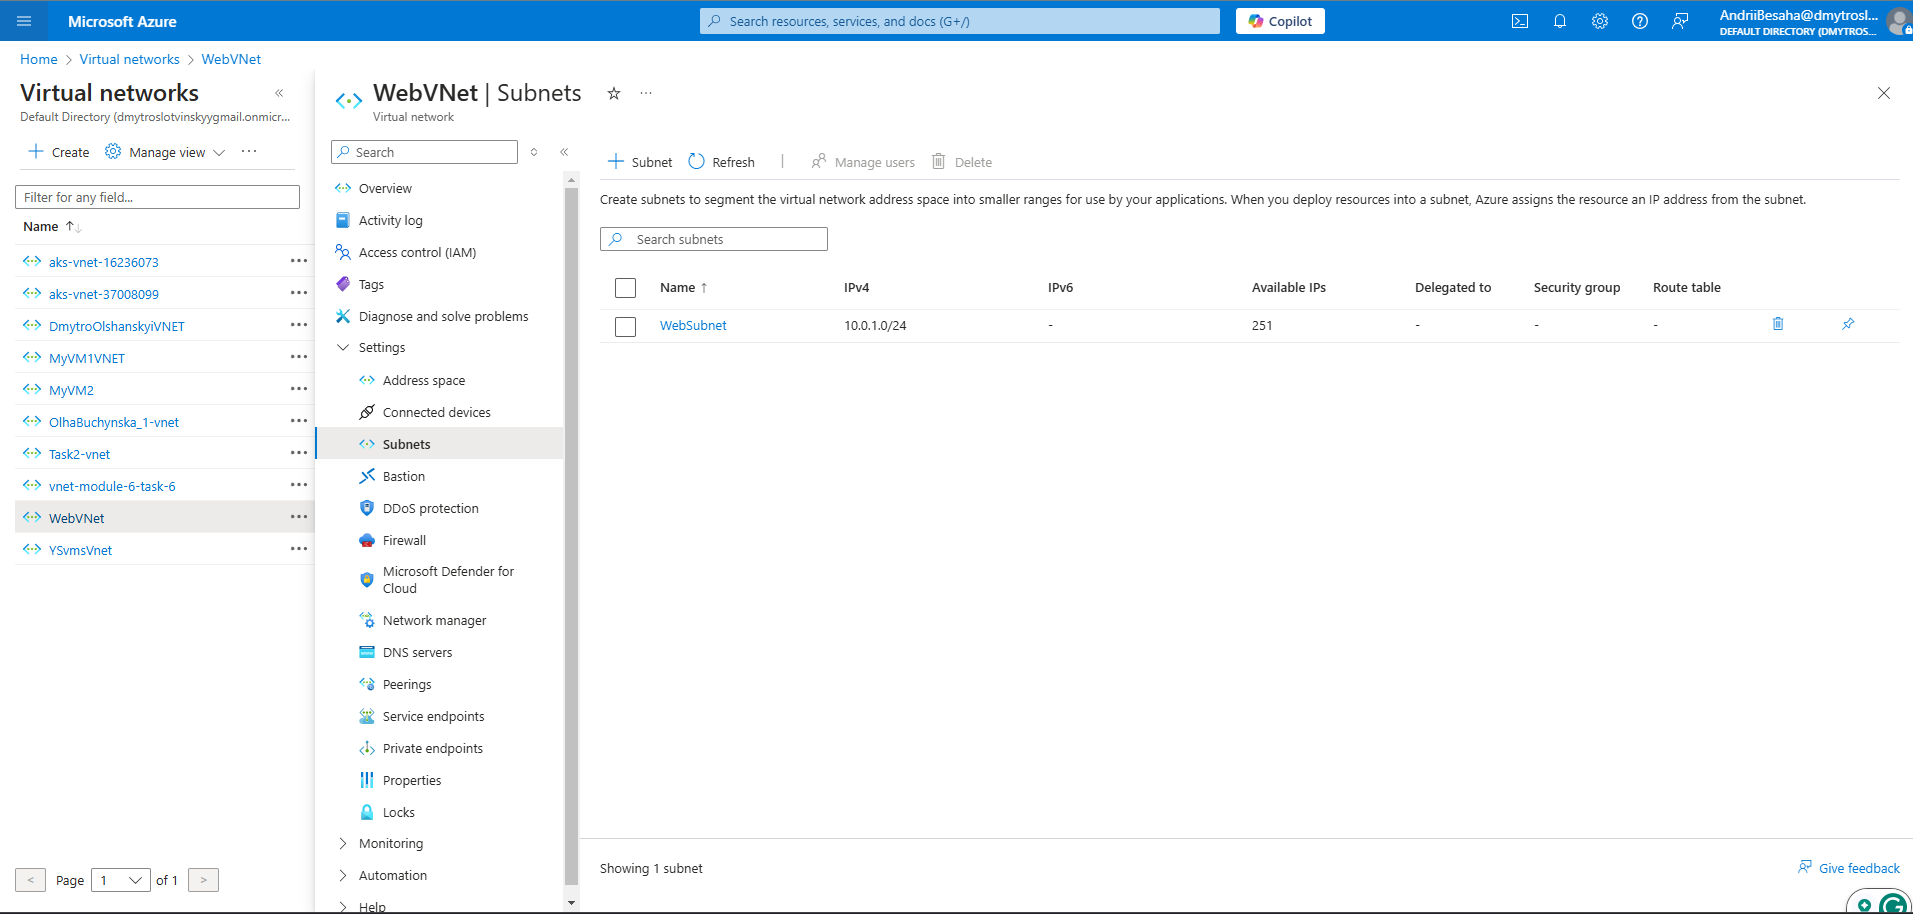 Microsoft Azure
Search resources, services, and docs (G+/)
Copilot
AndriiBesaha@dmytrosl...
DEFAULT DIRECTORY (DMYTROS...
Home > Virtual networks > WebVNet
Virtual networks
«
Default Directory (dmytroslotvinskyygmail.onmicr...
+ Create
Manage view
...
Filter for any field...
Name ↑↓
aks-vnet-16236073
aks-vnet-37008099
DmytroOlshanskyiVNET
MyVM1VNET
MyVM2
OlhaBuchynska_1-vnet
Task2-vnet
vnet-module-6-task-6
WebVNet
YSvmsVnet
< Page 1 of 1 >
WebVNet | Subnets
...
Virtual network
Search
«
Overview
Activity log
Access control (IAM)
Tags
Diagnose and solve problems
Settings
Address space
Connected devices
Subnets
Bastion
DDoS protection
Firewall
Microsoft Defender for
Cloud
Network manager
DNS servers
Peerings
Service endpoints
Private endpoints
Properties
Locks
Monitoring
Automation
Help
+ Subnet
Refresh
|
Manage users
Delete
Create subnets to segment the virtual network address space into smaller ranges for use by your applications. When you deploy resources into a subnet, Azure assigns the resource an IP address from the subnet.
Search subnets
Name ↑ IPv4 IPv6 Available IPs Delegated to Security group Route table
WebSubnet 10.0.1.0/24 - 251 - - -
Showing 1 subnet
Give feedback